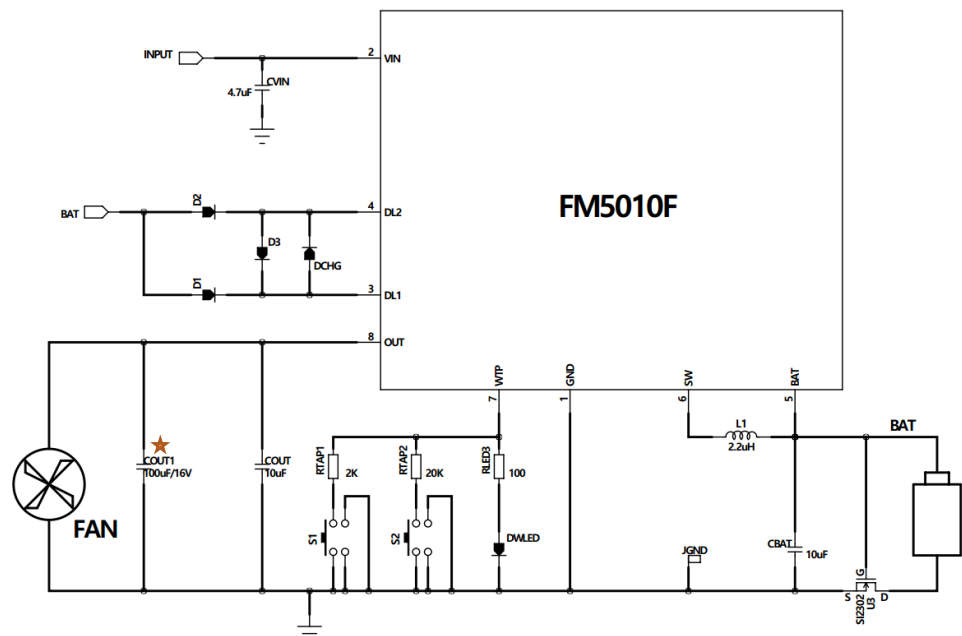 INPUT
2
VIN
CVIN
4.7uF
FM5010F
D2
BAT
4
DL2
D3
DCHG
D1
3
DL1
8
OUT
WTP
GND
SW
BAT
7
1
6
5
L1
2.2uH
BAT
COUT1
100uF/16V
COUT
10uF
RTAP1
2K
RTAP2
20K
RLED3
100
FAN
S1
S2
DWLED
JGND
CBAT
10uF
G
S
D
SI2302
U3